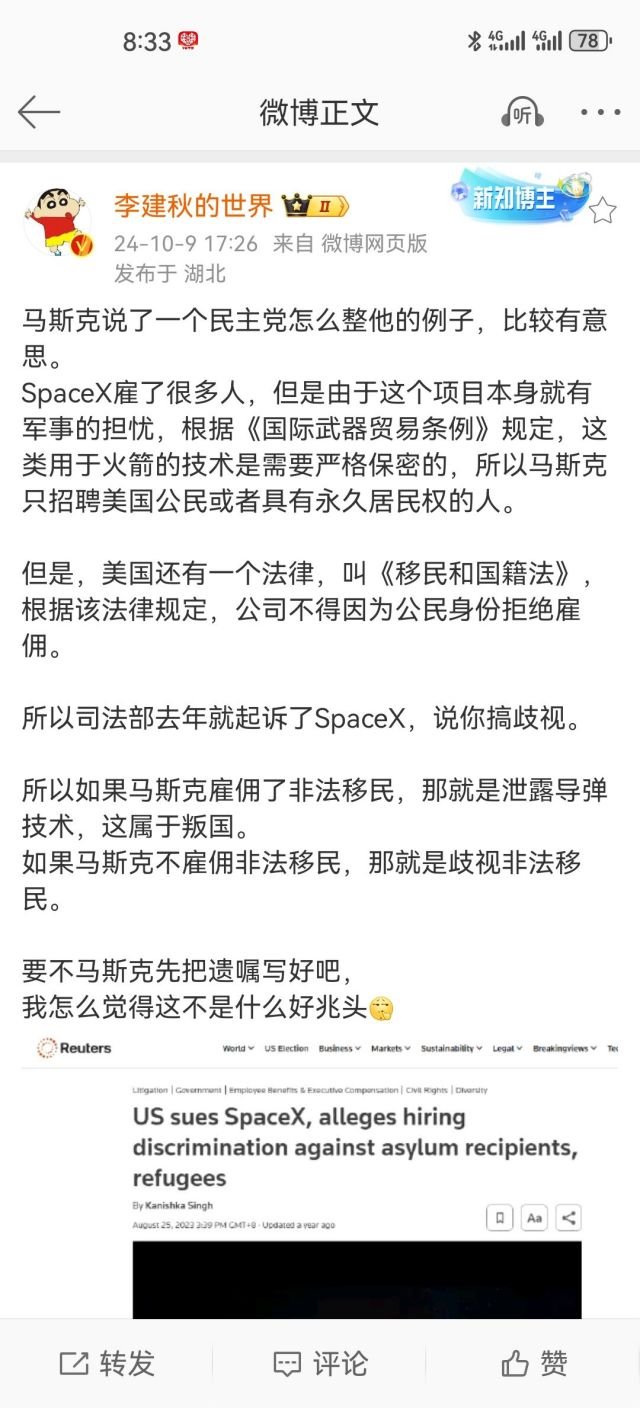 8:33
4G
4G
78
微博正文
听
李建秋的世界
II
新知博主
24-10-9 17:26 来自 微博网页版
发布于 湖北
马斯克说了一个民主党怎么整他的例子，比较有意
思。
SpaceX雇了很多人，但是由于这个项目本身就有
军事的担忧，根据《国际武器贸易条例》规定，这
类用于火箭的技术是需要严格保密的，所以马斯克
只招聘美国公民或者具有永久居民权的人。
但是，美国还有一个法律，叫《移民和国籍法》，
根据该法律规定，公司不得因为公民身份拒绝雇
佣。
所以司法部去年就起诉了SpaceX，说你搞歧视。
所以如果马斯克雇佣了非法移民，那就是泄露导弹
技术，这属于叛国。
如果马斯克不雇佣非法移民，那就是歧视非法移
民。
要不马斯克先把遗嘱写好吧，
我怎么觉得这不是什么好兆头
Reuters
World US Election Business Markets Sustainability Legal Breakingviews Tec
Litigation | Government | Employee Benefits & Executive Compensation | Civil Rights | Diversity
US sues SpaceX, alleges hiring
discrimination against asylum recipients,
refugees
By Kanishka Singh
August 25, 2023 3:39 PM GMT+8 · Updated a year ago
Aa
转发
评论
赞